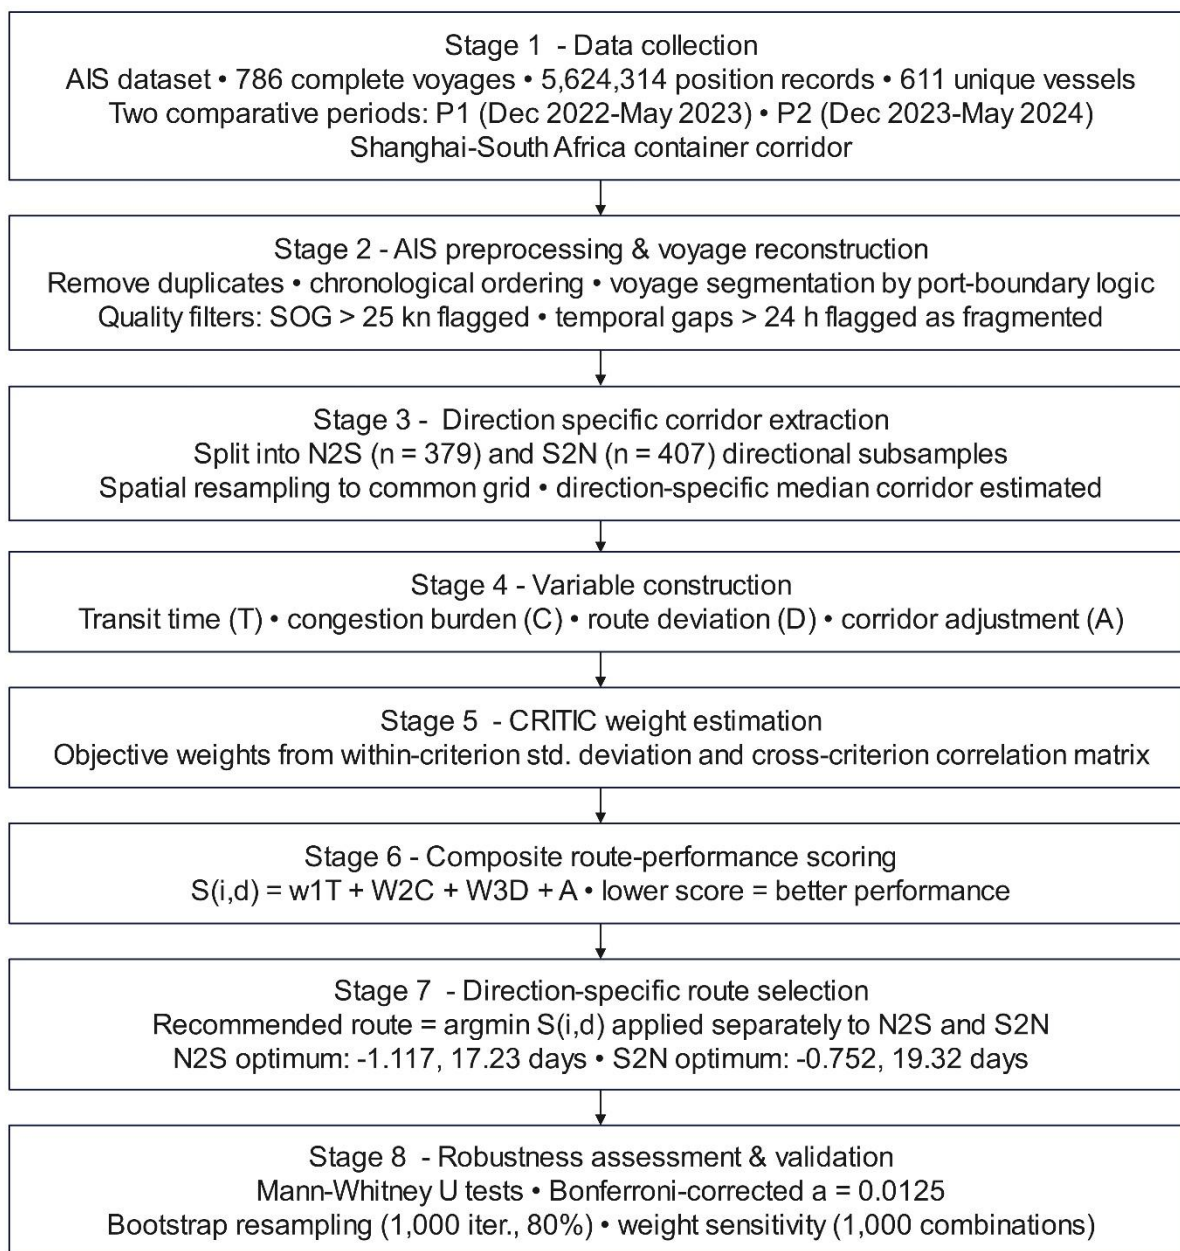 Stage 1 - Data collection
AIS dataset • 786 complete voyages • 5,624,314 position records • 611 unique vessels
Two comparative periods: P1 (Dec 2022-May 2023) • P2 (Dec 2023-May 2024)
Shanghai-South Africa container corridor
Stage 2 - AIS preprocessing & voyage reconstruction
Remove duplicates • chronological ordering • voyage segmentation by port-boundary logic
Quality filters: SOG > 25 kn flagged • temporal gaps > 24 h flagged as fragmented
Stage 3 - Direction specific corridor extraction
Split into N2S (n = 379) and S2N (n = 407) directional subsamples
Spatial resampling to common grid • direction-specific median corridor estimated
Stage 4 - Variable construction
Transit time (T) • congestion burden (C) • route deviation (D) • corridor adjustment (A)
Stage 5 - CRITIC weight estimation
Objective weights from within-criterion std. deviation and cross-criterion correlation matrix
Stage 6 - Composite route-performance scoring
S(i,d) = w1T + W2C + W3D + A • lower score = better performance
Stage 7 - Direction-specific route selection
Recommended route = argmin S(i,d) applied separately to N2S and S2N
N2S optimum: -1.117, 17.23 days • S2N optimum: -0.752, 19.32 days
Stage 8 - Robustness assessment & validation
Mann-Whitney U tests • Bonferroni-corrected a = 0.0125
Bootstrap resampling (1,000 iter., 80%) • weight sensitivity (1,000 combinations)